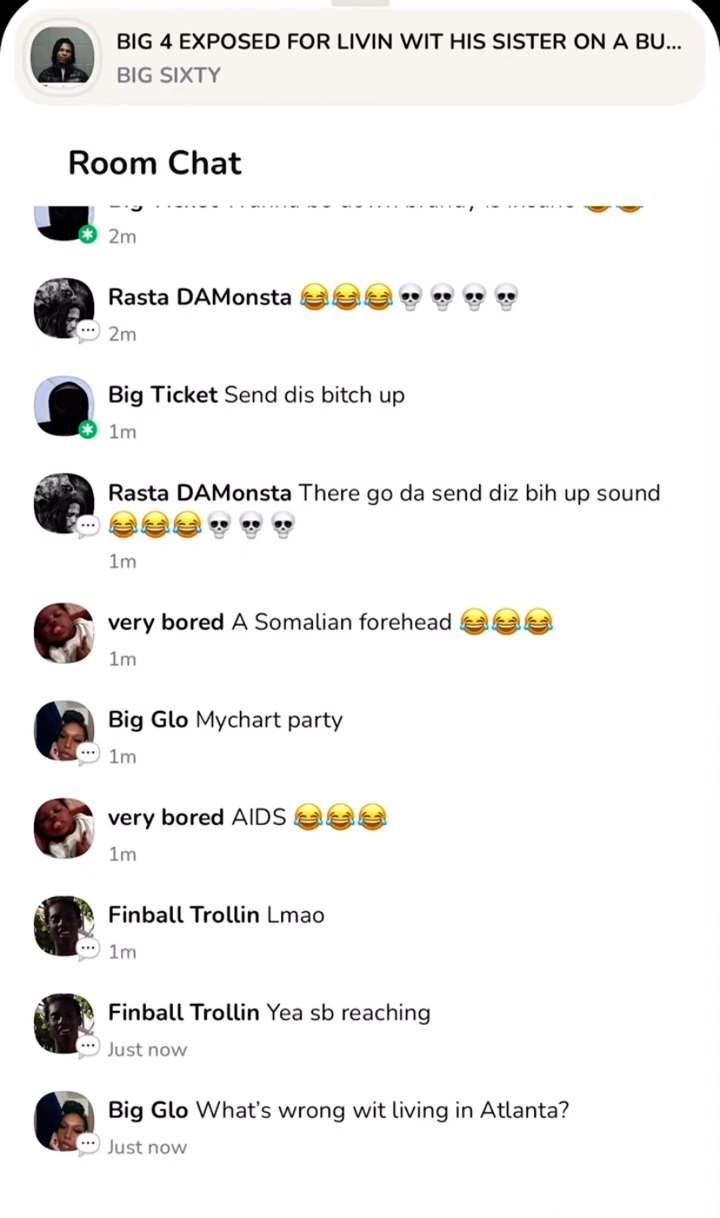 BIG 4 EXPOSED FOR LIVIN WIT HIS SISTER ON A BU...
BIG SIXTY
Room Chat
2m
Rasta DAMonsta 😂😂😂💀💀💀💀
2m
Big Ticket Send dis bitch up
1m
Rasta DAMonsta There go da send diz bih up sound
😂😂😂💀💀💀
1m
very bored A Somalian forehead 😂😂😂
1m
Big Glo Mychart party
1m
very bored AIDS 😂😂😂
1m
Finball Trollin Lmao
1m
Finball Trollin Yea sb reaching
Just now
Big Glo What's wrong wit living in Atlanta?
Just now